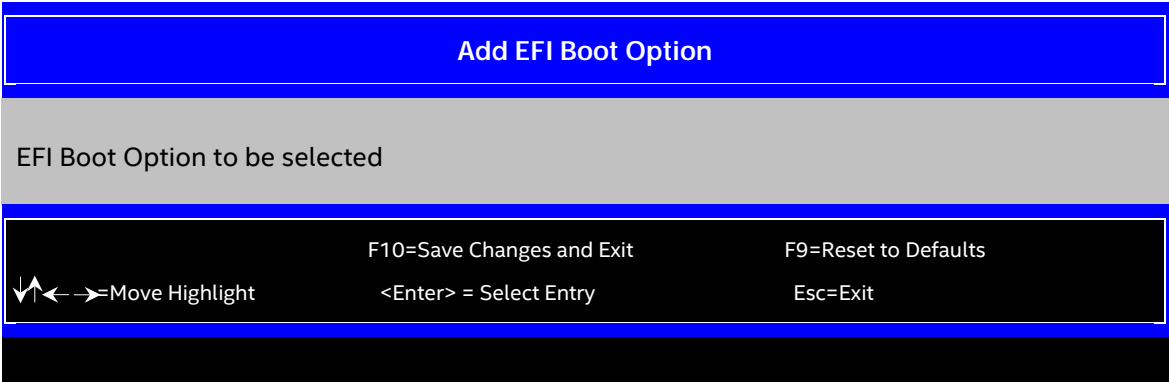 Add EFI Boot Option
EFI Boot Option to be selected
F10=Save Changes and Exit F9=Reset to Defaults
↓↑←→=Move Highlight <Enter> = Select Entry Esc=Exit